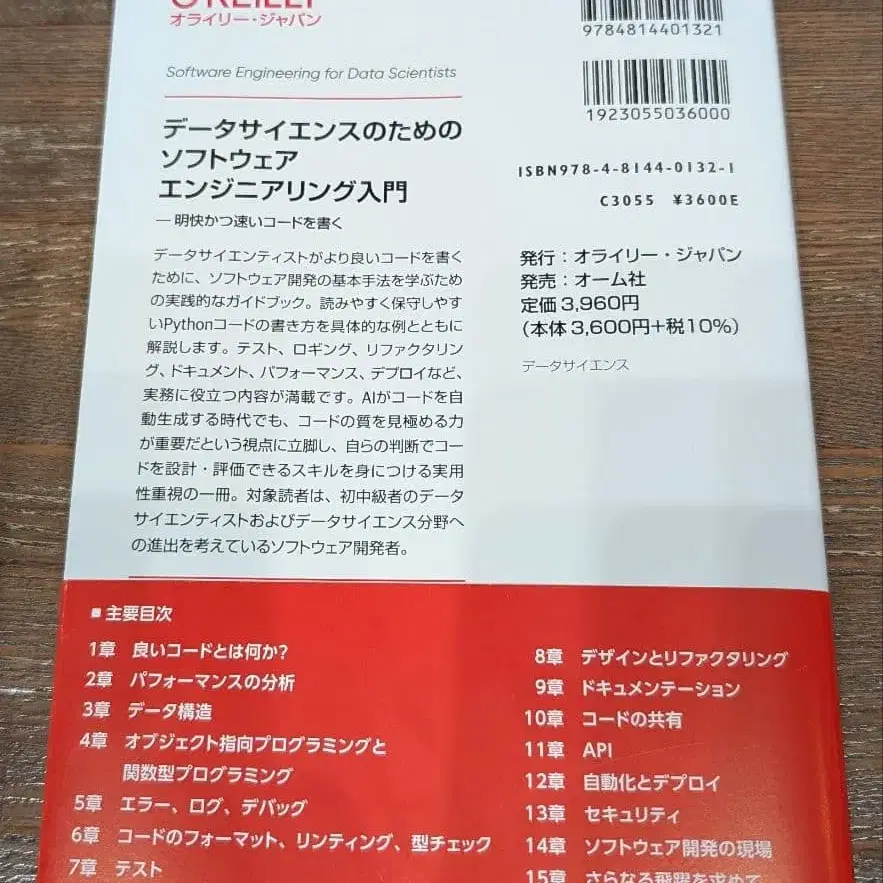 O'REILLY
オライリー・ジャパン
Software Engineering for Data Scientists
データサイエンスのための
ソフトウェア
エンジニアリング入門
― 明快かつ速いコードを書く
データサイエンティストがより良いコードを書く
ために、ソフトウェア開発の基本手法を学ぶため
の実践的なガイドブック。読みやすく保守しやす
いPythonコードの書き方を具体的な例とともに
解説します。テスト、ロギング、リファクタリン
グ、ドキュメント、パフォーマンス、デプロイなど、
実務に役立つ内容が満載です。AIがコードを自
動生成する時代でも、コードの質を見極める力
が重要だという視点に立脚し、自らの判断でコー
ドを設計・評価できるスキルを身につける実用
性重視の一冊。対象読者は、初中級者のデータ
サイエンティストおよびデータサイエンス分野へ
の進出を考えているソフトウェア開発者。
9784814401321
1923055036000
ISBN978-4-8144-0132-1
C3055 ¥3600E
発行：オライリー・ジャパン
発売：オーム社
定価3,960円
（本体3,600円+税10%）
データサイエンス
■ 主要目次
1章 良いコードとは何か?
2章 パフォーマンスの分析
3章 データ構造
4章 オブジェクト指向プログラミングと
関数型プログラミング
5章 エラー、ログ、デバッグ
6章 コードのフォーマット、リンティング、型チェック
7章 テスト
8章 デザインとリファクタリング
9章 ドキュメンテーション
10章 コードの共有
11章 API
12章 自動化とデプロイ
13章 セキュリティ
14章 ソフトウェア開発の現場
15章 さらなる飛躍を求めて